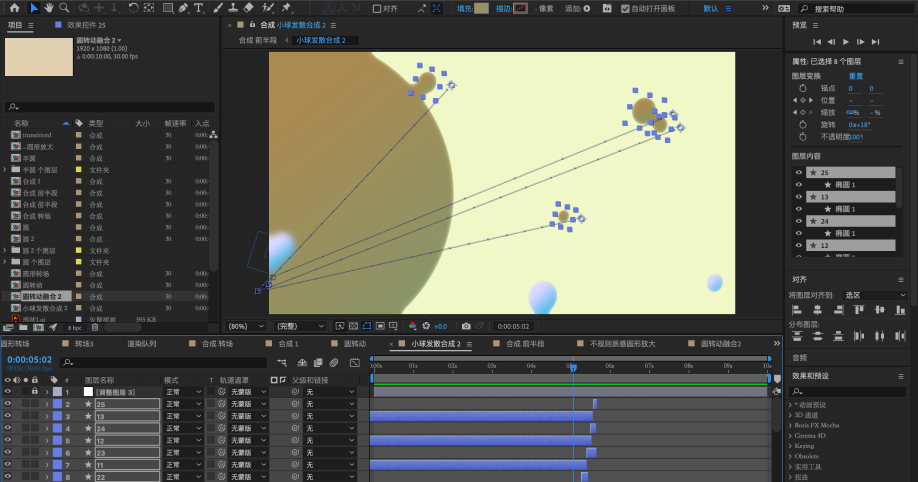 填充:
描边:
- 像素
添加:
对齐
自动打开面板
默认
搜索帮助
项目
效果控件 25
圆转动融合 2
1920 x 1080 (1.00)
Δ 0:00:10:00, 30.00 fps
名称
类型
大小
帧速率
入点
transition1 合成 30 0:00:
..圆形放大 合成 30 0:00:
半圆 合成 30 0:00:
半圆 个图层 文件夹
合成 1 合成 30 0:00:
合成 前半段 合成 30 0:00:
合成 前半段 合成 30 0:00:
合成 转场 合成 30 0:00:
圆 合成 30 0:00:
圆 2 合成 30 0:00:
圆 2 个图层 文件夹
圆 个图层 文件夹
圆形转场 合成 30 0:00:
圆转动 合成 30 0:00:
圆转动融合 2 合成 30 0:00:
小球发散合成 2 合成 30 0:00:
8 bpc
合成 小球发散合成 2
合成 前半段
小球发散合成 2
(80%)
(完整)
+0.0
0:00:05:02
预览
属性: 已选择 8 个图层
图层变换
重置
锚点 0 0
位置 - -
缩放
旋转 0x+18°
不透明度
图层内容
25
椭圆 1
13
椭圆 1
24
椭圆 1
12
对齐
将图层对齐到:
选区
分布图层:
音频
效果和预设
* 动画预设
3D 通道
Boris FX Mocha
Cinema 4D
Keying
Obsolete
实用工具
扭曲
圆形转场
转场3
渲染队列
合成 转场
合成 1
圆转动
小球发散合成 2
合成 前半段
不规则质感圆形放大
圆转动融合2
0:00:05:02
:00s
01s
02s
03s
04s
05s
06s
07s
08s
09s
10s
#
图层名称
模式
T
轨道遮罩
父级和链接
1 [调整图层 3] 正常 无蒙版 无
2 25 正常 无蒙版 无
3 13 正常 无蒙版 无
4 24 正常 无蒙版 无
5 12 正常 无蒙版 无
6 23 正常 无蒙版 无
7 11 正常 无蒙版 无
8 22 正常 无蒙版 无